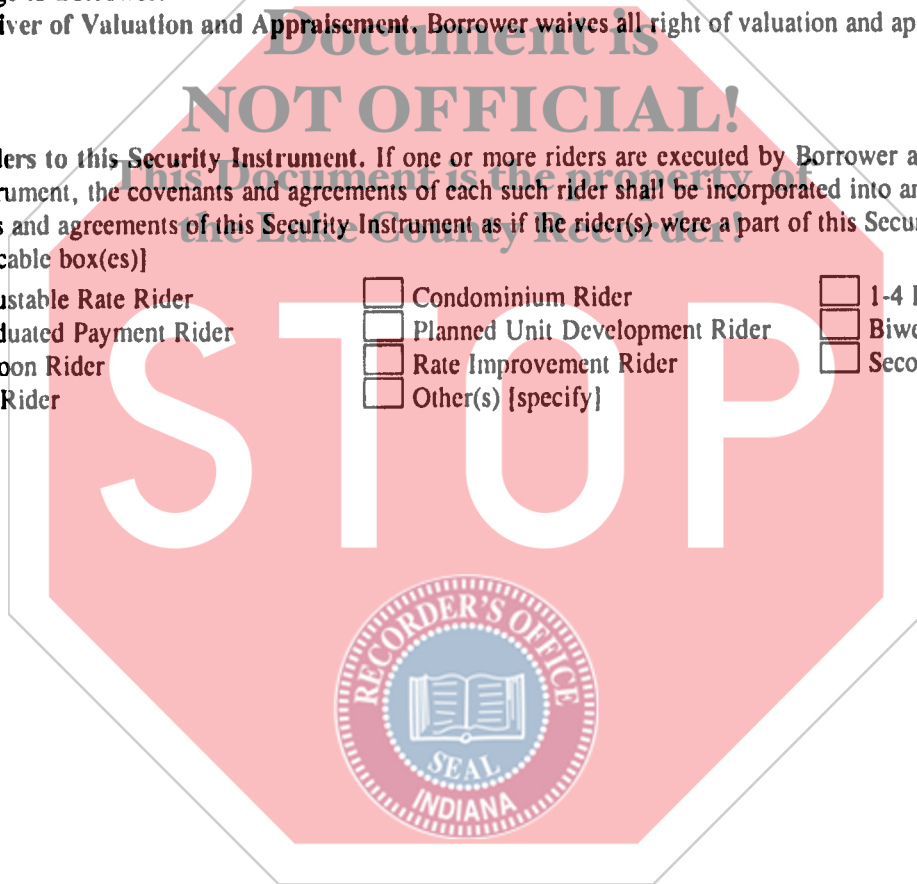 iver of Valuation and Appraisement. Borrower waives all right of valuation and ap
Document is
NOT OFFICIAL!
This Document is the property of
the Lake County Recorder!
lers to this Security Instrument. If one or more riders are executed by Borrower a
rument, the covenants and agreements of each such rider shall be incorporated into a
s and agreements of this Security Instrument as if the rider(s) were a part of this Secu
cable box(es)]
ustable Rate Rider Condominium Rider 1-4
duated Payment Rider Planned Unit Development Rider Biwe
oon Rider Rate Improvement Rider Seco
Rider Other(s) [specify]
STOP
RECORDER'S OFFICE
SEAL
INDIANA